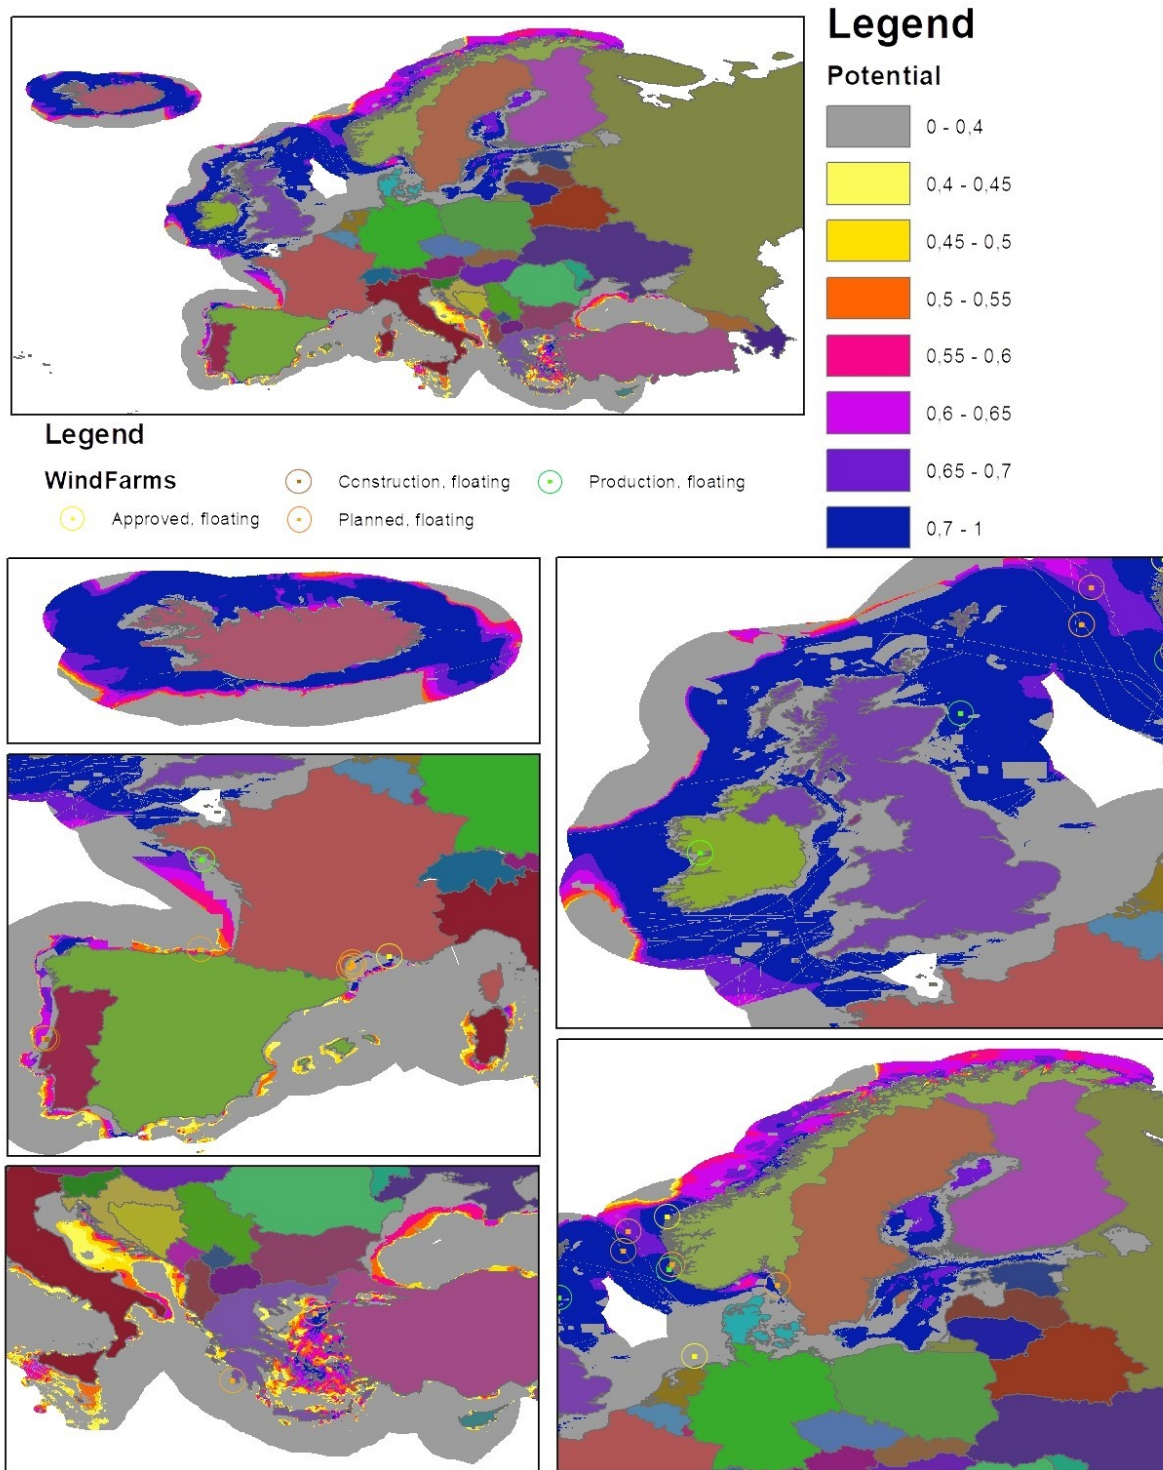 Legend
Potential
0 - 0,4
0,4 - 0,45
0,45 - 0,5
0,5 - 0,55
0,55 - 0,6
0,6 - 0,65
0,65 - 0,7
0,7 - 1
Legend
WindFarms
Construction, floating
Production, floating
Approved, floating
Planned, floating